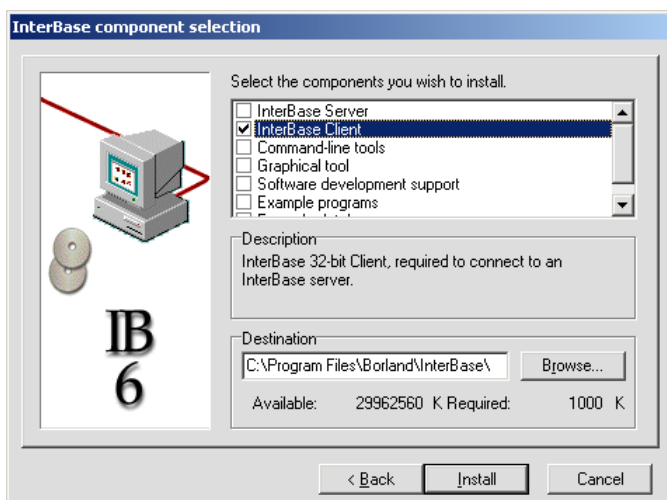 InterBase component selection
Select the components you wish to install.
InterBase Server
InterBase Client
Command-line tools
Graphical tool
Software development support
Example programs
Description
InterBase 32-bit Client, required to connect to an
InterBase server.
Destination
C:\Program Files\Borland\InterBase\
Browse...
Available: 29962560 K Required: 1000 K
IB
6
< Back
Install
Cancel